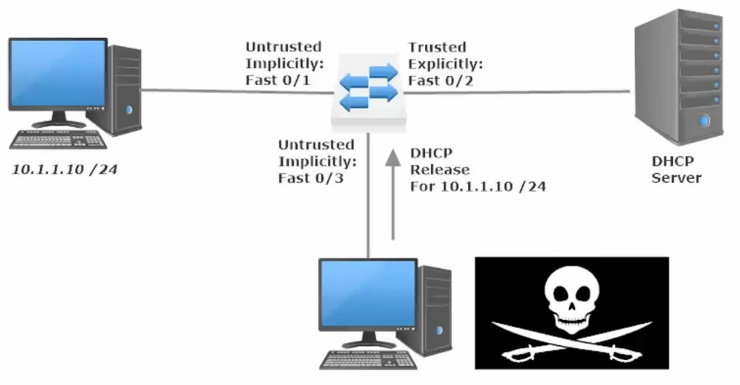 Untrusted
Implicitly:
Fast 0/1
Trusted
Explicitly:
Fast 0/2
10.1.1.10 /24
Untrusted
Implicitly:
Fast 0/3
DHCP
Release
For 10.1.1.10 /24
DHCP
Server